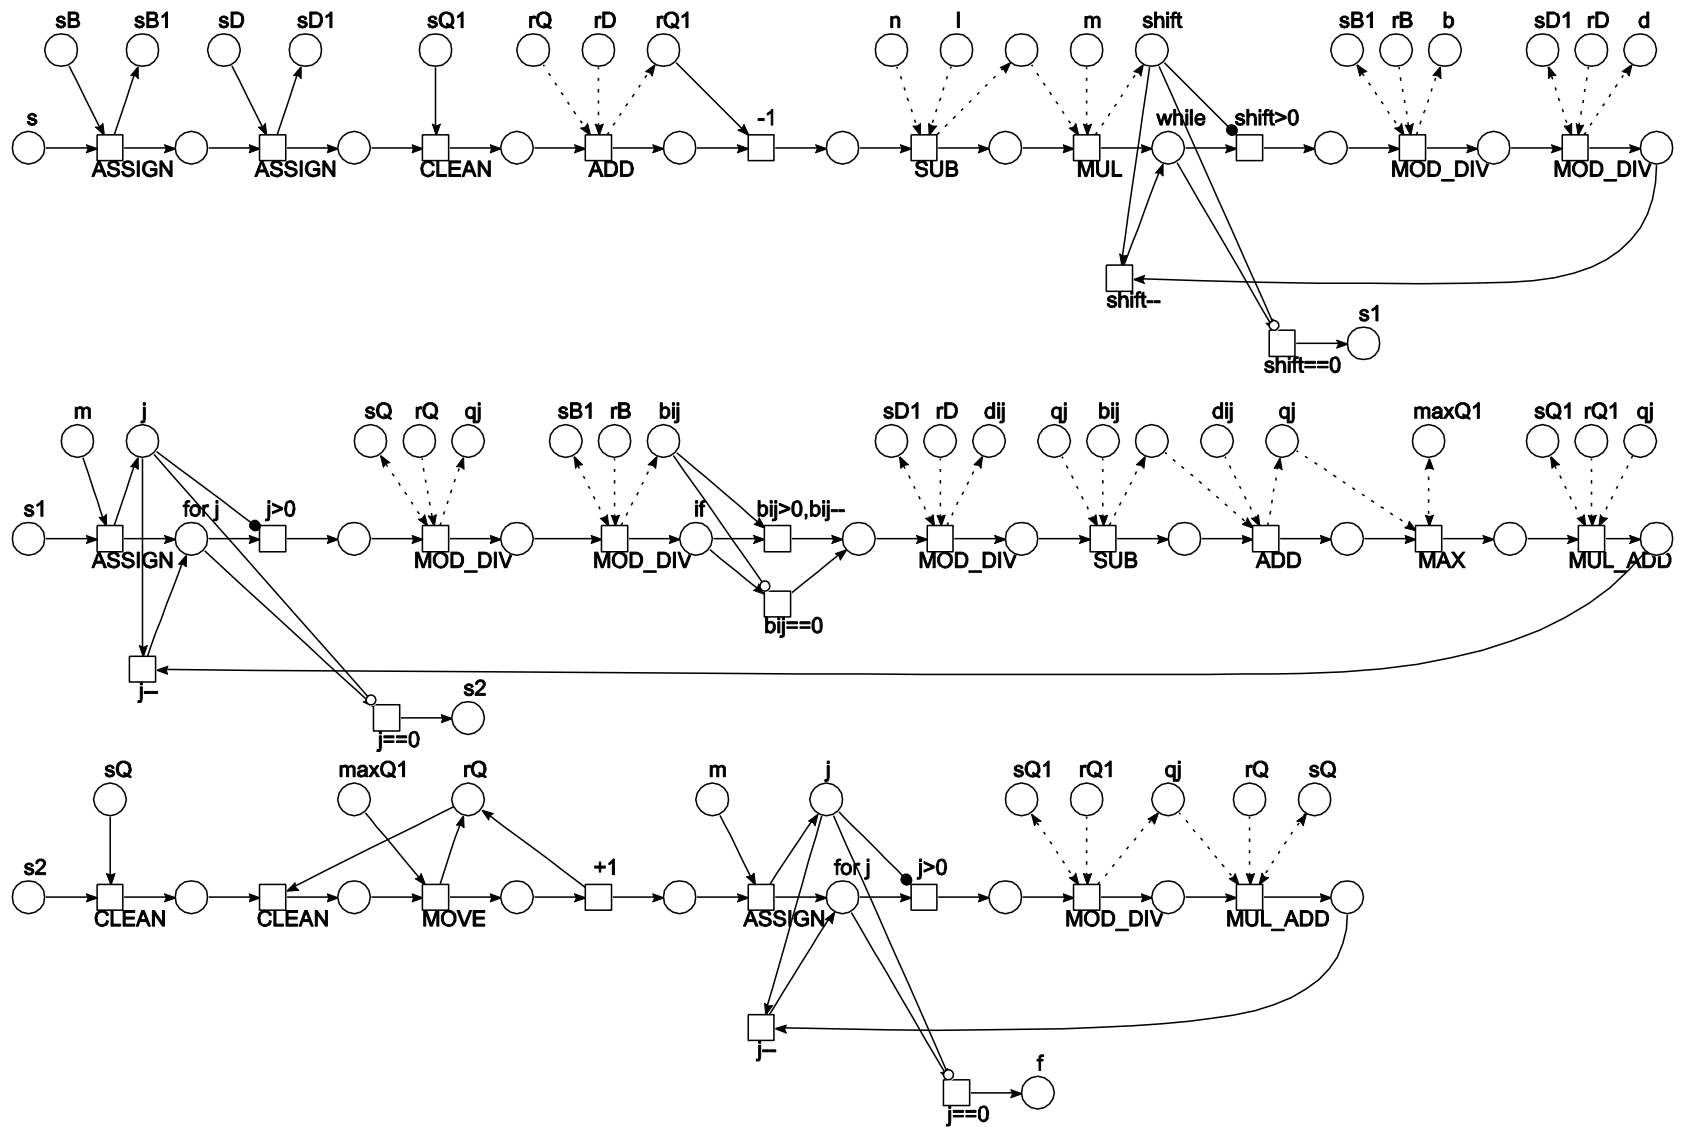 sB sB1 sD sD1 sQ1 rQ rD rQ1 n l m shift sB1 rB b sD1 rD d
s -1 while shift>0
ASSIGN ASSIGN CLEAN ADD SUB MUL MOD_DIV MOD_DIV
shift--
s1
shift==0
m j sQ rQ qj sB1 rB bij sD1 rD dij qj bij dij qj maxQ1 sQ1 rQ1 qj
s1 for j j>0 if bij>0,bij--
ASSIGN MOD_DIV MOD_DIV MOD_DIV SUB ADD MAX MUL_ADD
bij==0
j--
s2
j==0
sQ maxQ1 rQ m j sQ1 rQ1 qj rQ sQ
s2 +1 for j j>0
CLEAN CLEAN MOVE ASSIGN MOD_DIV MUL_ADD
j--
f
j==0